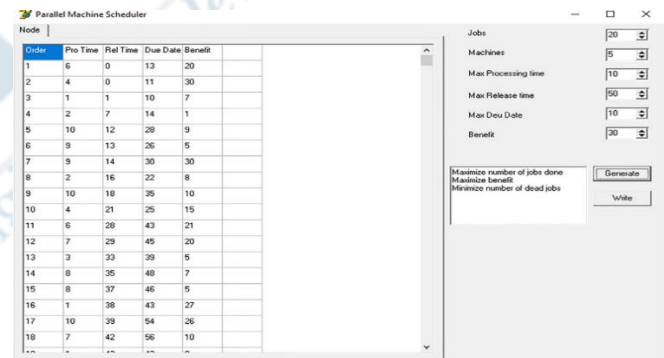 Parallel Machine Scheduler
Node
Order Pro Time Rel Time Due Date Benefit
1 6 0 13 20
2 4 0 11 30
3 1 1 10 7
4 2 7 14 1
5 10 12 28 9
6 9 13 26 5
7 9 14 30 30
8 2 16 22 8
9 10 18 35 10
10 4 21 25 15
11 6 28 43 21
12 7 29 45 20
13 3 33 39 5
14 8 35 48 7
15 8 37 46 5
16 1 38 43 27
17 10 39 54 26
18 7 42 56 10
Jobs 20
Machines 5
Max Processing time 10
Max Release time 50
Max Deu Date 10
Benefit 30
Maximize number of jobs done
Maximize benefit
Minimize number of dead jobs
Generate
Write